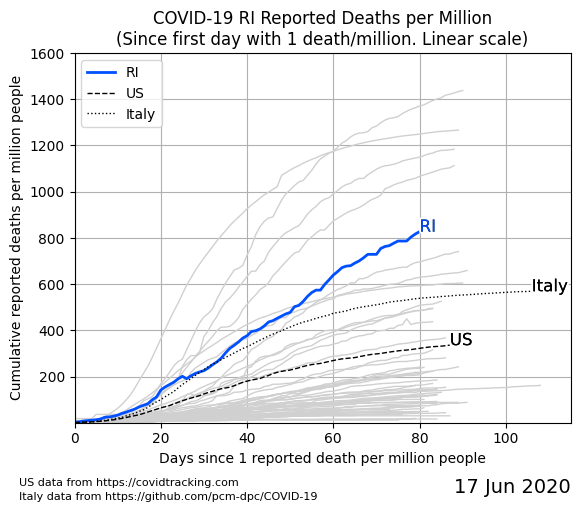 COVID-19 RI Reported Deaths per Million
(Since first day with 1 death/million. Linear scale)
Cumulative reported deaths per million people
1600
1400
1200
1000
800
600
400
200
RI
US
Italy
RI
Italy
US
0 20 40 60 80 100
Days since 1 reported death per million people
US data from https://covidtracking.com
Italy data from https://github.com/pcm-dpc/COVID-19
17 Jun 2020